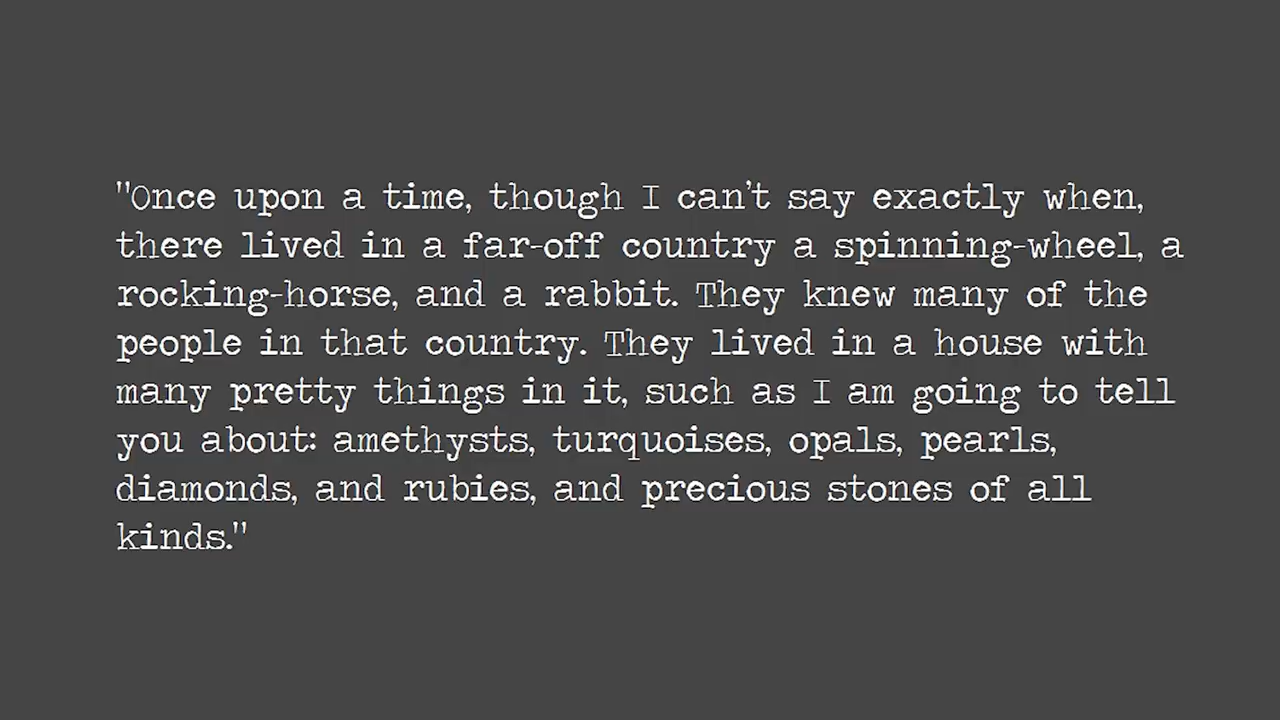 "Once upon a time, though I can't say exactly when,
there lived in a far-off country a spinning-wheel, a
rocking-horse, and a rabbit. They knew many of the
people in that country. They lived in a house with
many pretty things in it, such as I am going to tell
you about: amethysts, turquoises, opals, pearls,
diamonds, and rubies, and precious stones of all
kinds."